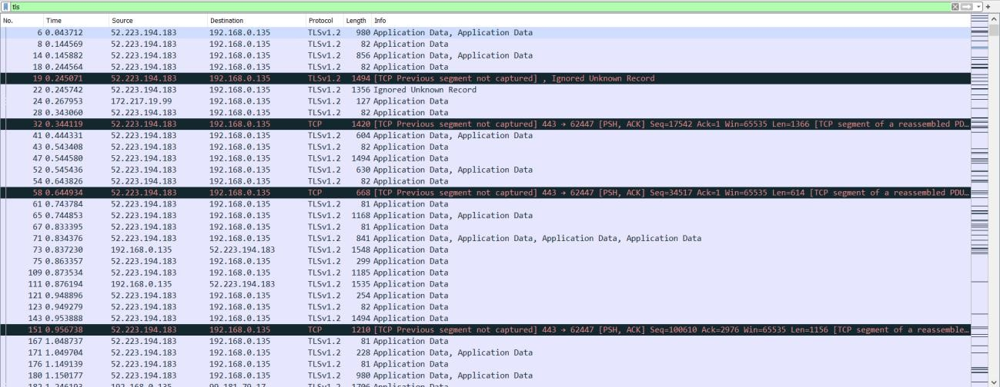 tls
No. Time Source Destination Protocol Length Info
6 0.043712 52.223.194.183 192.168.0.135 TLSv1.2 980 Application Data, Application Data
8 0.144569 52.223.194.183 192.168.0.135 TLSv1.2 82 Application Data
14 0.145882 52.223.194.183 192.168.0.135 TLSv1.2 856 Application Data, Application Data
18 0.244564 52.223.194.183 192.168.0.135 TLSv1.2 82 Application Data
19 0.245071 52.223.194.183 192.168.0.135 TLSv1.2 1494 [TCP Previous segment not captured] , Ignored Unknown Record
22 0.245742 52.223.194.183 192.168.0.135 TLSv1.2 1356 Ignored Unknown Record
24 0.267953 172.217.19.99 192.168.0.135 TLSv1.2 127 Application Data
28 0.343060 52.223.194.183 192.168.0.135 TLSv1.2 82 Application Data
32 0.344119 52.223.194.183 192.168.0.135 TCP 1420 [TCP Previous segment not captured] 443 → 62447 [PSH, ACK] Seq=17542 Ack=1 Win=65535 Len=1366 [TCP segment of a reassembled PD…
41 0.444331 52.223.194.183 192.168.0.135 TLSv1.2 604 Application Data, Application Data
43 0.543408 52.223.194.183 192.168.0.135 TLSv1.2 82 Application Data
47 0.544580 52.223.194.183 192.168.0.135 TLSv1.2 1494 Application Data
52 0.545436 52.223.194.183 192.168.0.135 TLSv1.2 630 Application Data, Application Data
54 0.643826 52.223.194.183 192.168.0.135 TLSv1.2 82 Application Data
58 0.644934 52.223.194.183 192.168.0.135 TCP 668 [TCP Previous segment not captured] 443 → 62447 [PSH, ACK] Seq=34517 Ack=1 Win=65535 Len=614 [TCP segment of a reassembled PDU…
61 0.743784 52.223.194.183 192.168.0.135 TLSv1.2 81 Application Data
65 0.744853 52.223.194.183 192.168.0.135 TLSv1.2 1168 Application Data, Application Data
67 0.833395 52.223.194.183 192.168.0.135 TLSv1.2 81 Application Data
71 0.834376 52.223.194.183 192.168.0.135 TLSv1.2 841 Application Data, Application Data, Application Data, Application Data
73 0.837230 192.168.0.135 52.223.194.183 TLSv1.2 1548 Application Data
75 0.863357 52.223.194.183 192.168.0.135 TLSv1.2 299 Application Data
109 0.873534 52.223.194.183 192.168.0.135 TLSv1.2 1185 Application Data
111 0.876194 192.168.0.135 52.223.194.183 TLSv1.2 1535 Application Data
121 0.948896 52.223.194.183 192.168.0.135 TLSv1.2 254 Application Data
123 0.949279 52.223.194.183 192.168.0.135 TLSv1.2 82 Application Data
143 0.953888 52.223.194.183 192.168.0.135 TLSv1.2 1494 Application Data
151 0.956738 52.223.194.183 192.168.0.135 TCP 1210 [TCP Previous segment not captured] 443 → 62447 [PSH, ACK] Seq=100610 Ack=2976 Win=65535 Len=1156 [TCP segment of a reassemble…
167 1.048737 52.223.194.183 192.168.0.135 TLSv1.2 81 Application Data
171 1.049704 52.223.194.183 192.168.0.135 TLSv1.2 228 Application Data, Application Data
176 1.149139 52.223.194.183 192.168.0.135 TLSv1.2 81 Application Data
180 1.150177 52.223.194.183 192.168.0.135 TLSv1.2 980 Application Data, Application Data
182 1.246193 192.168.0.135 99.181.79.17 TLSv1.2 1706 Application Data